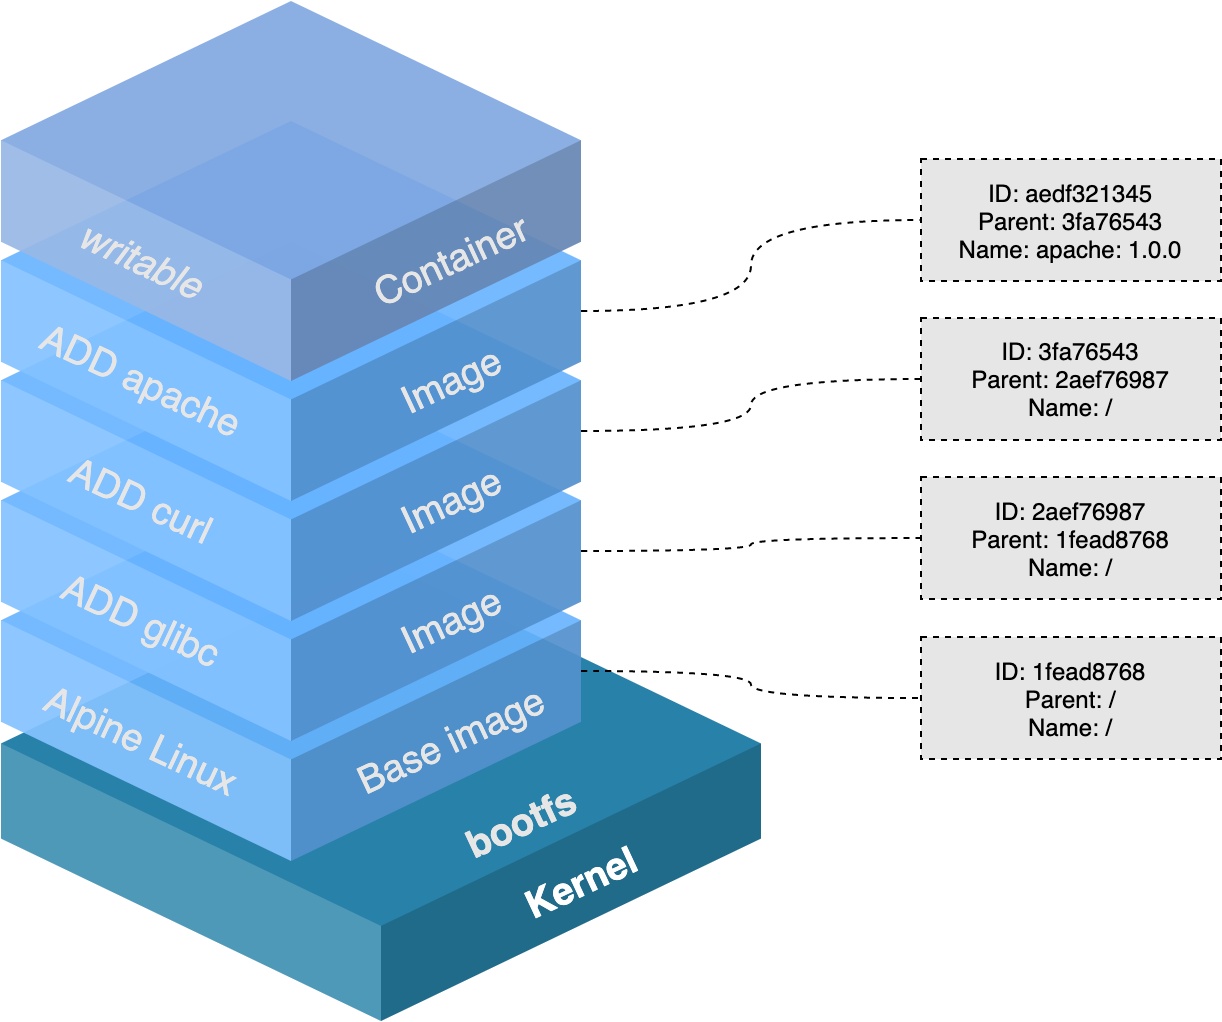 writable
Container
ADD apache
Image
ADD curl
Image
ADD glibc
Image
Alpine Linux
Base image
bootfs
Kernel
ID: aedf321345
Parent: 3fa76543
Name: apache: 1.0.0
ID: 3fa76543
Parent: 2aef76987
Name: /
ID: 2aef76987
Parent: 1fead8768
Name: /
ID: 1fead8768
Parent: /
Name: /